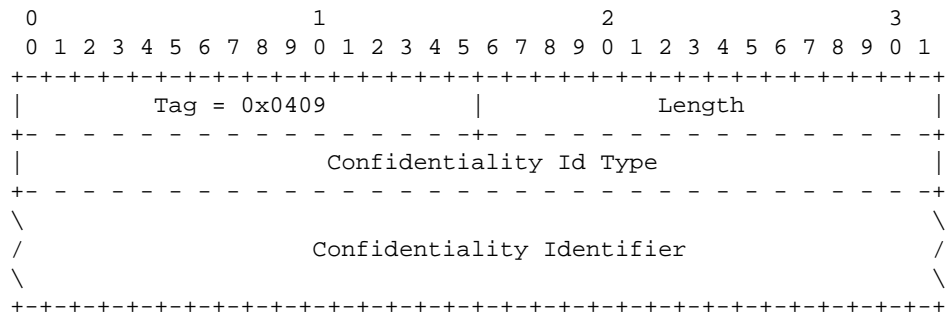 0                   1                   2                   3
 0 1 2 3 4 5 6 7 8 9 0 1 2 3 4 5 6 7 8 9 0 1 2 3 4 5 6 7 8 9 0 1
+-+-+-+-+-+-+-+-+-+-+-+-+-+-+-+-+-+-+-+-+-+-+-+-+-+-+-+-+-+-+-+-+
|         Tag = 0x0409          |            Length             |
+- - - - - - - - - - - - - - - -+- - - - - - - - - - - - - - - -+
|                     Confidentiality Id Type                   |
+- - - - - - - - - - - - - - - - - - - - - - - - - - - - - - - -+
\                                                               \
/                    Confidentiality Identifier                 /
\                                                               \
+-+-+-+-+-+-+-+-+-+-+-+-+-+-+-+-+-+-+-+-+-+-+-+-+-+-+-+-+-+-+-+-+